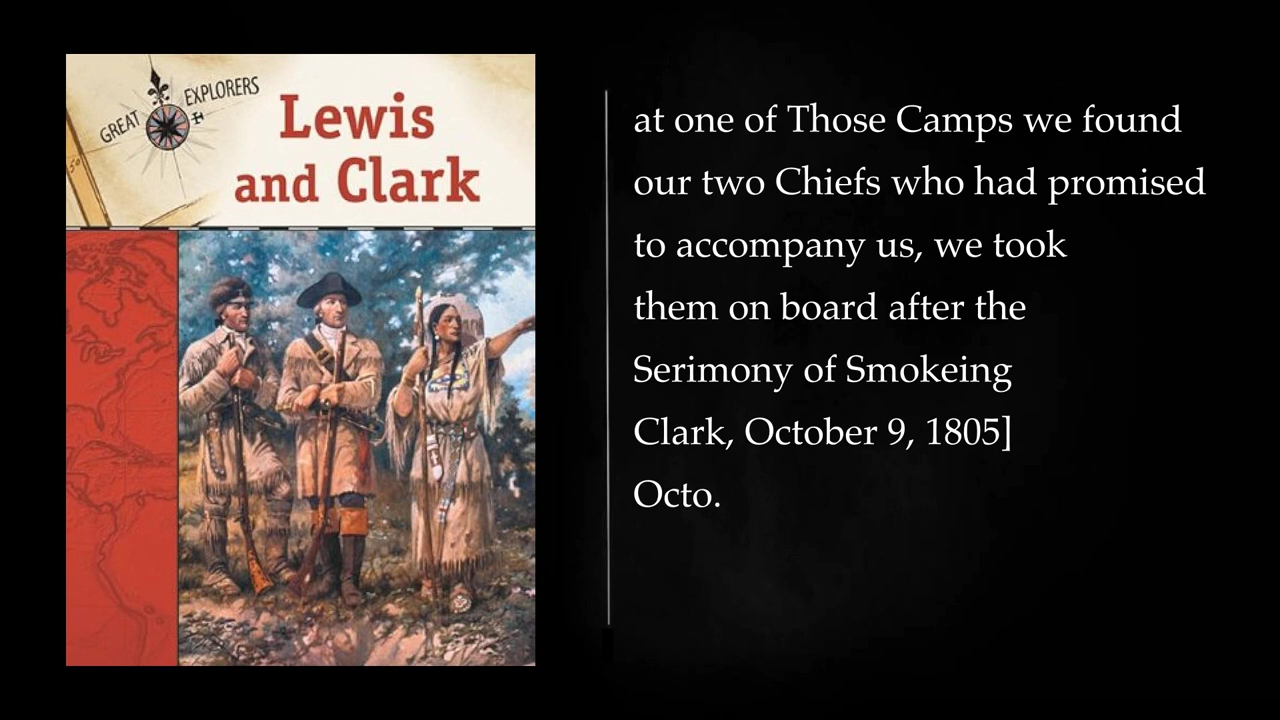 GREAT EXPLORERS
Lewis
and Clark
50
at one of Those Camps we found
our two Chiefs who had promised
to accompany us, we took
them on board after the
Serimony of Smokeing
Clark, October 9, 1805]
Octo.